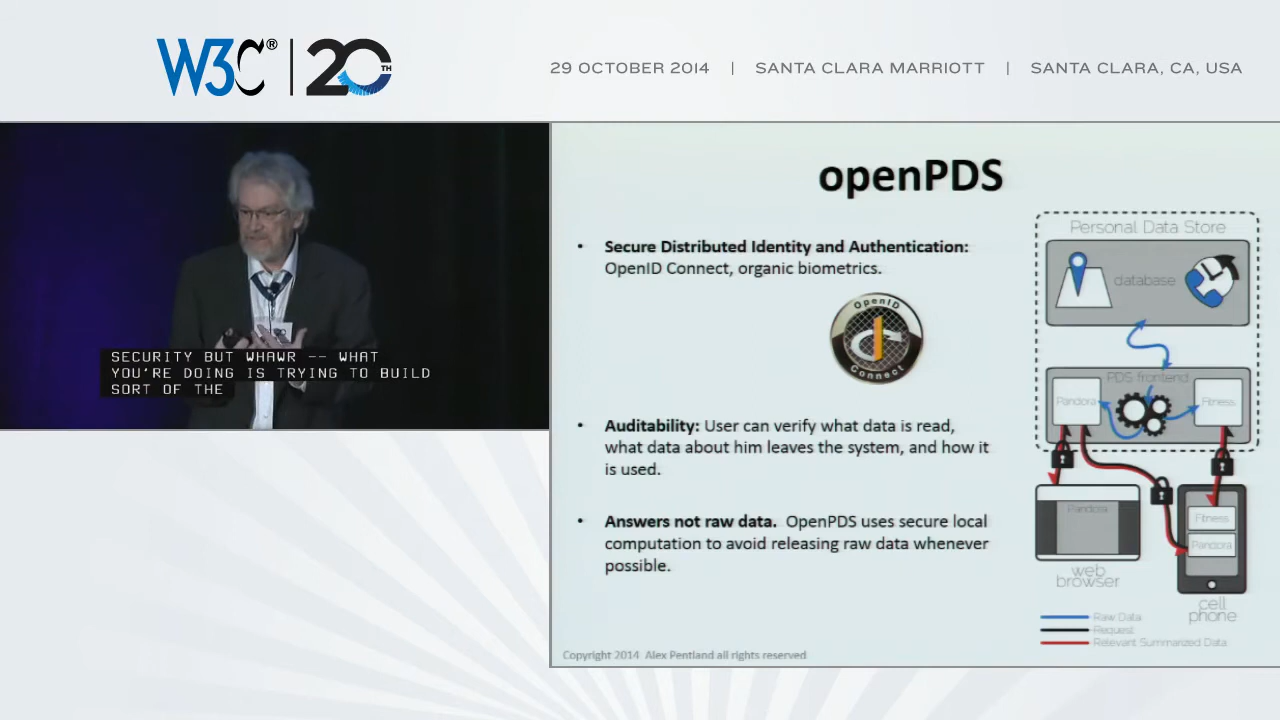 W3C® | 20TH
29 OCTOBER 2014 | SANTA CLARA MARRIOTT | SANTA CLARA, CA, USA
SECURITY BUT WHAWR -- WHAT
YOU'RE DOING IS TRYING TO BUILD
SORT OF THE
openPDS
• Secure Distributed Identity and Authentication:
OpenID Connect, organic biometrics.
OpenID
Connect
• Auditability: User can verify what data is read,
what data about him leaves the system, and how it
is used.
• Answers not raw data. OpenPDS uses secure local
computation to avoid releasing raw data whenever
possible.
Copyright 2014 Alex Pentland all rights reserved
Personal Data Store
database
PDS frontend
Pandora
Fitness
Pandora
Fitness
Pandora
web
browser
cell
phone
Raw Data
Request
Relevant Summarized Data